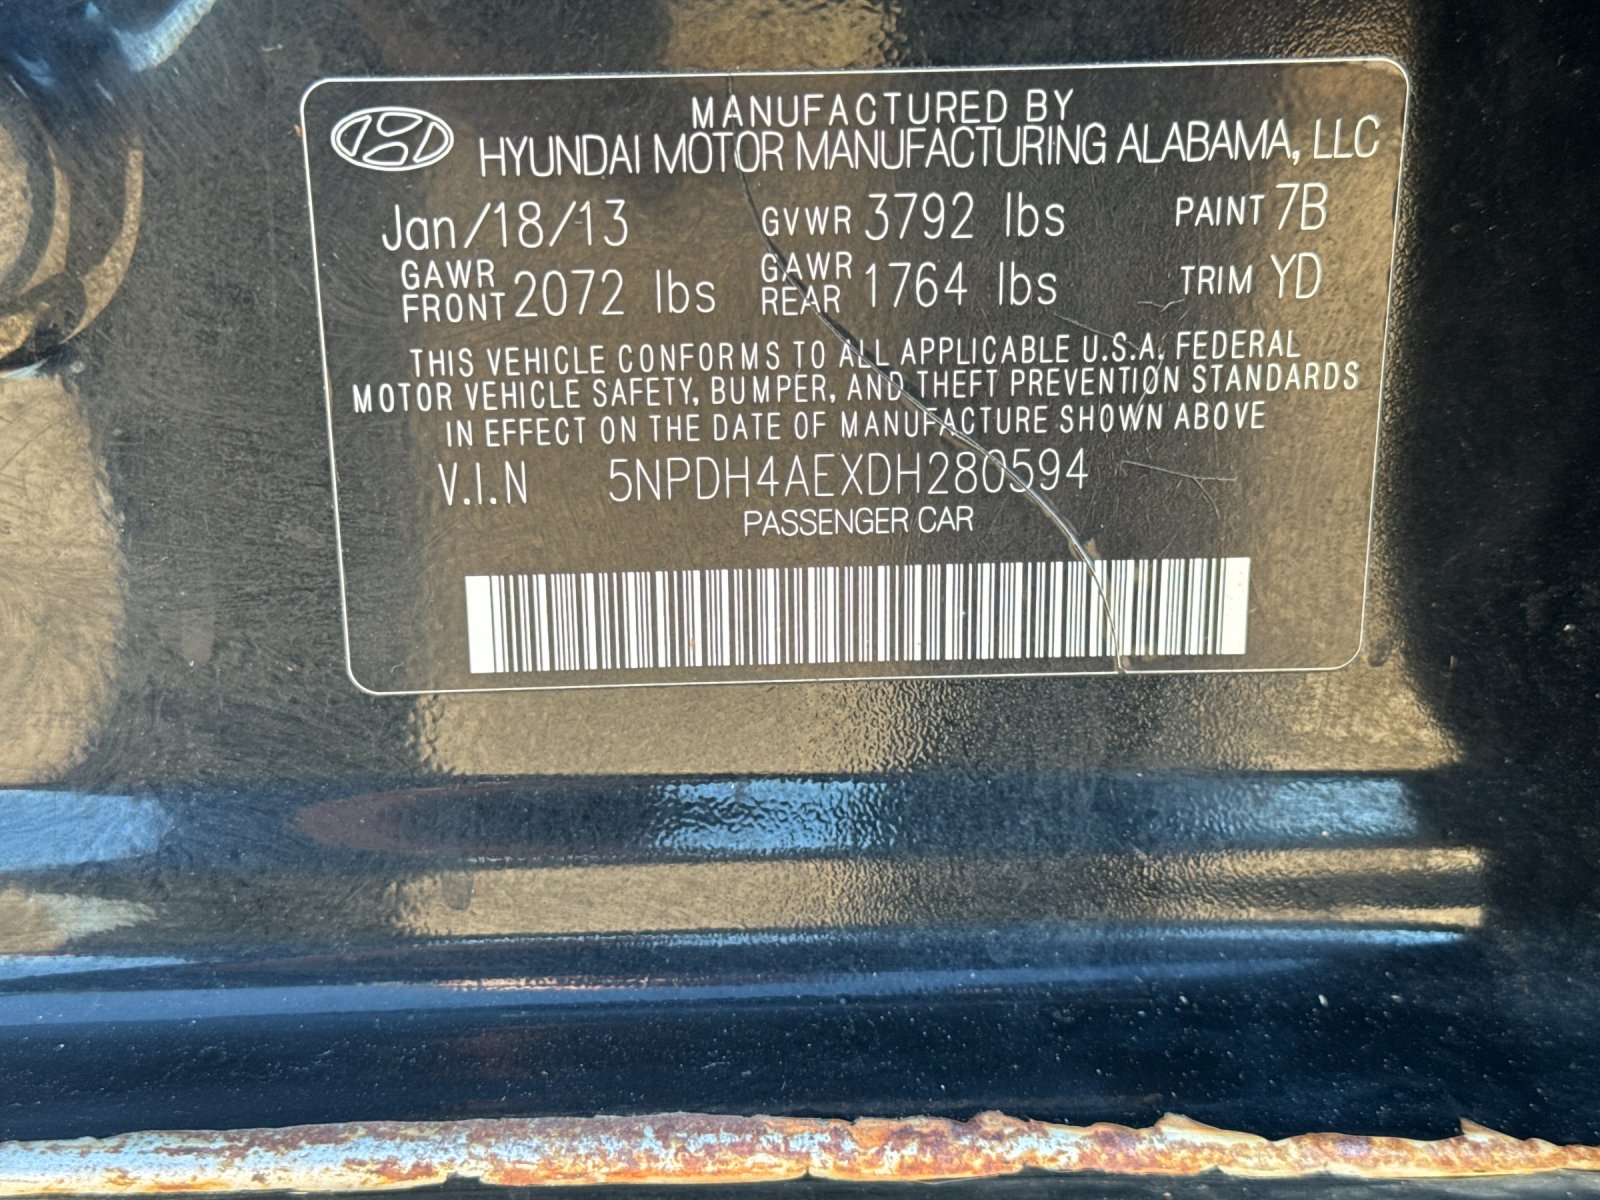 MANUFACTURED BY
HYUNDAI MOTOR MANUFACTURING ALABAMA, LLC
Jan/18/13 GVWR 3792 lbs PAINT 7B
GAWR FRONT 2072 lbs GAWR REAR 1764 lbs TRIM YD
THIS VEHICLE CONFORMS TO ALL APPLICABLE U.S.A. FEDERAL
MOTOR VEHICLE SAFETY, BUMPER, AND THEFT PREVENTION STANDARDS
IN EFFECT ON THE DATE OF MANUFACTURE SHOWN ABOVE
V.I.N 5NPDH4AEXDH280594
PASSENGER CAR